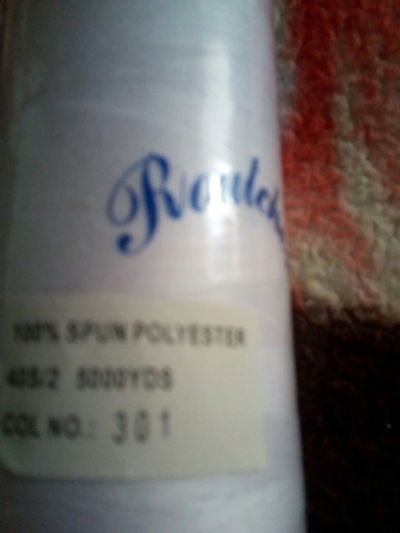 100% SPUN POLYESTER
40S/2 5000YDS
COL NO.: 301